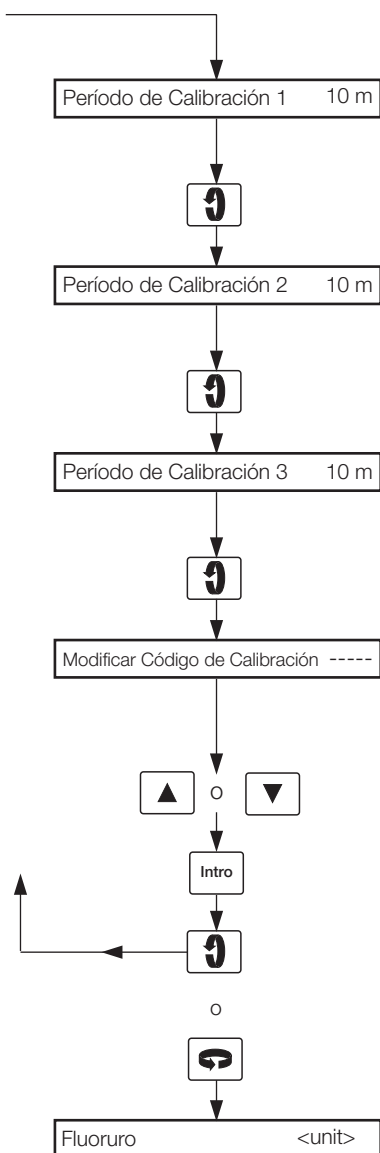 Período de Calibración 1 10 m
Período de Calibración 2 10 m
Período de Calibración 3 10 m
Modificar Código de Calibración -----
o
Intro
o
Fluoruro <unit>